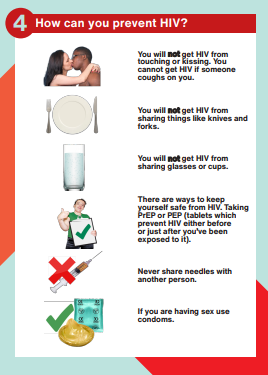 4 How can you prevent HIV?
You will not get HIV from
touching or kissing. You
cannot get HIV if someone
coughs on you.
You will not get HIV from
sharing things like knives and
forks.
You will not get HIV from
sharing glasses or cups.
There are ways to keep
yourself safe from HIV. Taking
PrEP or PEP (tablets which
prevent HIV either before
or just after you've been
exposed to it).
Never share needles with
another person.
If you are having sex use
condoms.